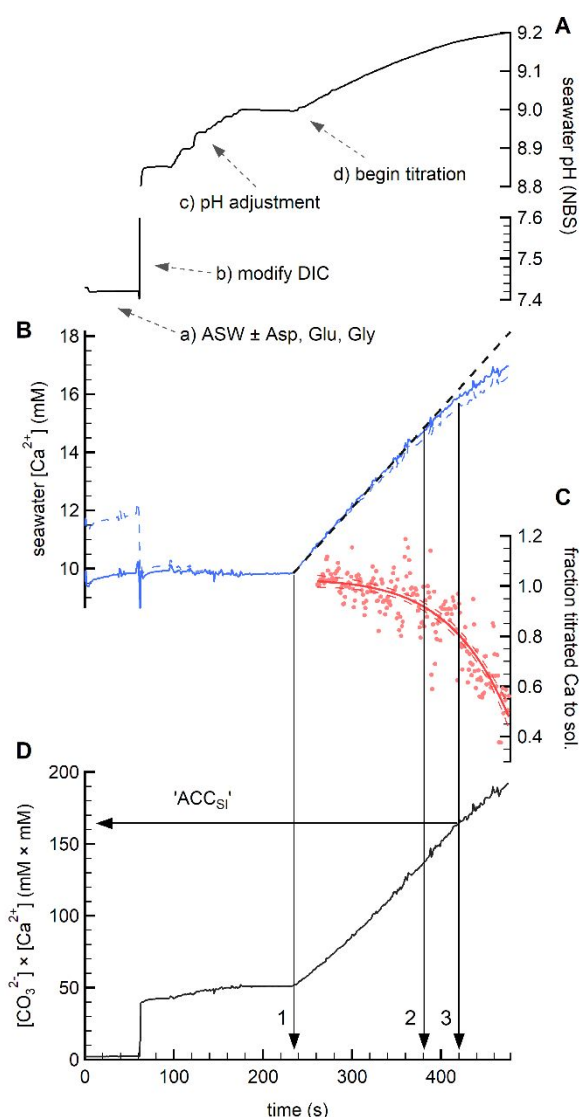 A
9.2
9.1
9.0
8.9
8.8
seawater pH (NBS)
d) begin titration
c) pH adjustment
7.6
7.5
7.4
b) modify DIC
a) ASW ± Asp, Glu, Gly
B
18
16
14
12
10
seawater [Ca²⁺] (mM)
C
1.2
1.0
0.8
0.6
0.4
fraction titrated Ca to sol.
D
200
150
100
50
0
[CO₃²⁻] × [Ca²⁺] (mM × mM)
'ACC_SI'
1
2
3
0
100
200
300
400
time (s)